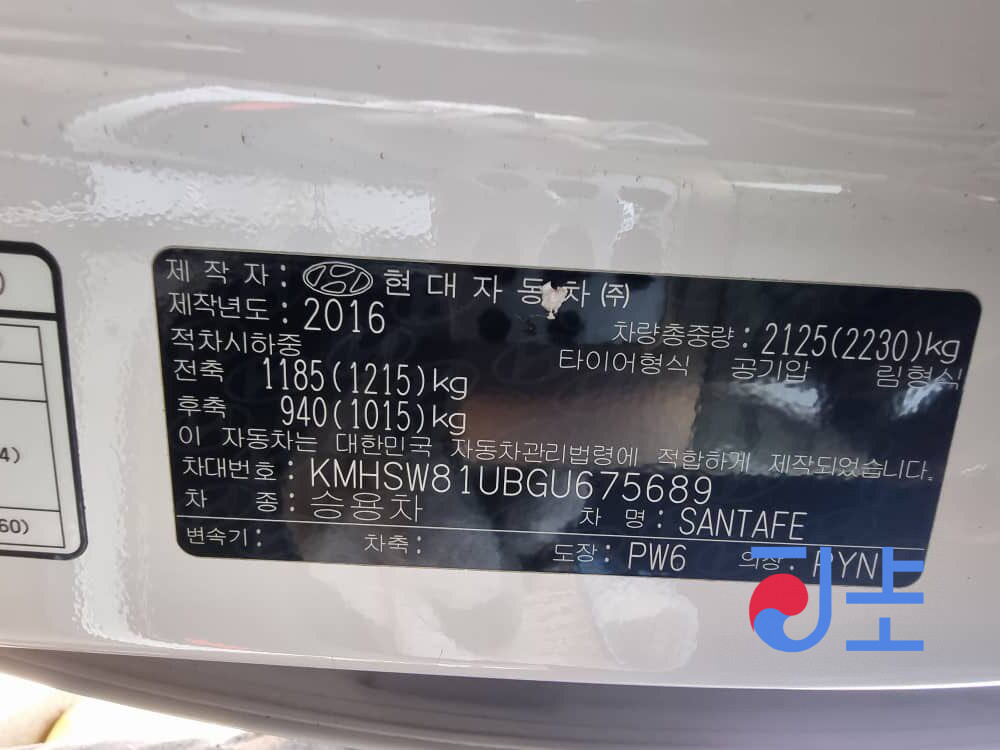 제 작 자 : 현 대 자 동 차 ㈜
제작년도 : 2016
차량총중량 : 2125(2230)kg
적차시하중
타이어형식 공기압 림형식
전축 1185(1215)kg
후축 940(1015)kg
이 자동차는 대한민국 자동차관리법령에 적합하게 제작되었습니다.
차대번호 : KMHSW81UBGU675689
차 종 : 승용차
차 명 : SANTAFE
변속기 : 차축 : 도장 : PW6 의장 : PYN
)
4)
60)